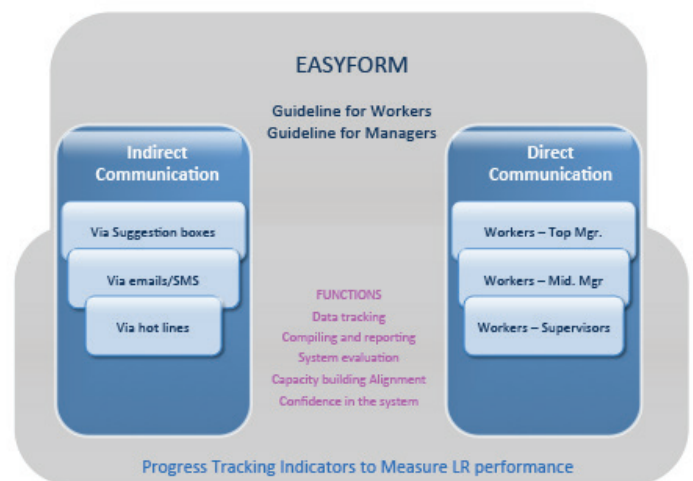 EASYFORM
Guideline for Workers
Guideline for Managers
Indirect
Communication
Via Suggestion boxes
Via emails/SMS
Via hot lines
Direct
Communication
Workers – Top Mgr.
Workers – Mid. Mgr
Workers – Supervisors
FUNCTIONS
Data tracking
Compiling and reporting
System evaluation
Capacity building Alignment
Confidence in the system
Progress Tracking Indicators to Measure LR performance